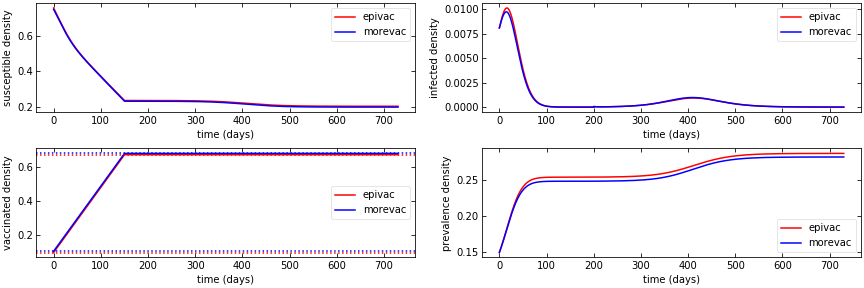 susceptible density
0.6
0.4
0.2
epivac
morevac
0 100 200 300 400 500 600 700
time (days)
infected density
0.0100
0.0075
0.0050
0.0025
0.0000
epivac
morevac
0 100 200 300 400 500 600 700
time (days)
vaccinated density
0.6
0.4
0.2
epivac
morevac
0 100 200 300 400 500 600 700
time (days)
prevalence density
0.25
0.20
0.15
epivac
morevac
0 100 200 300 400 500 600 700
time (days)